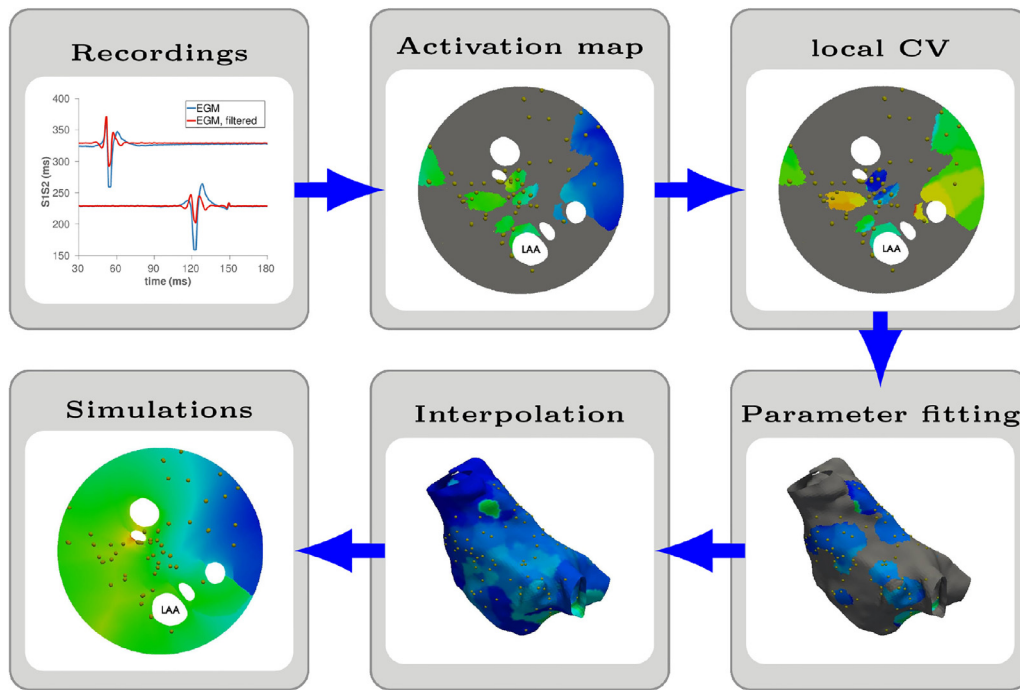 Recordings
400
350
300
250
200
150
S1S2 (ms)
EGM
EGM, filtered
30
60
90
120
150
180
time (ms)
Activation map
LAA
local CV
LAA
Simulations
LAA
Interpolation
Parameter fitting